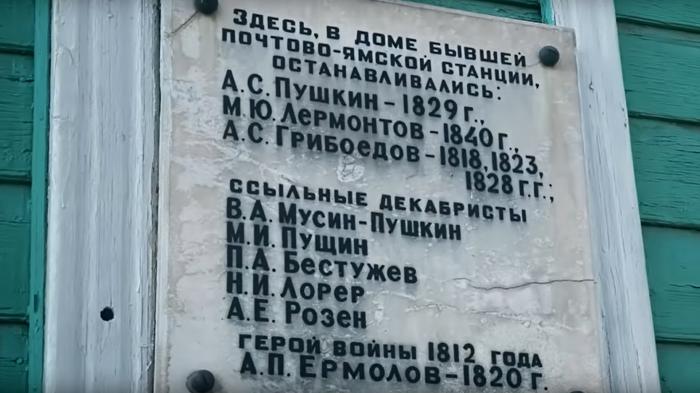 Здесь, в доме бывшей
почтово-ямской станции,
останавливались:
А.С. Пушкин – 1829 г.,
М.Ю. Лермонтов – 1840 г.,
А.С. Грибоедов – 1818, 1823,
1828 г.г.;
ссыльные декабристы
В.А. Мусин-Пушкин
М.И. Пущин
П.А. Бестужев
Н.И. Лорер
А.Е. Розен
герой войны 1812 года
А.П. Ермолов – 1820 г.